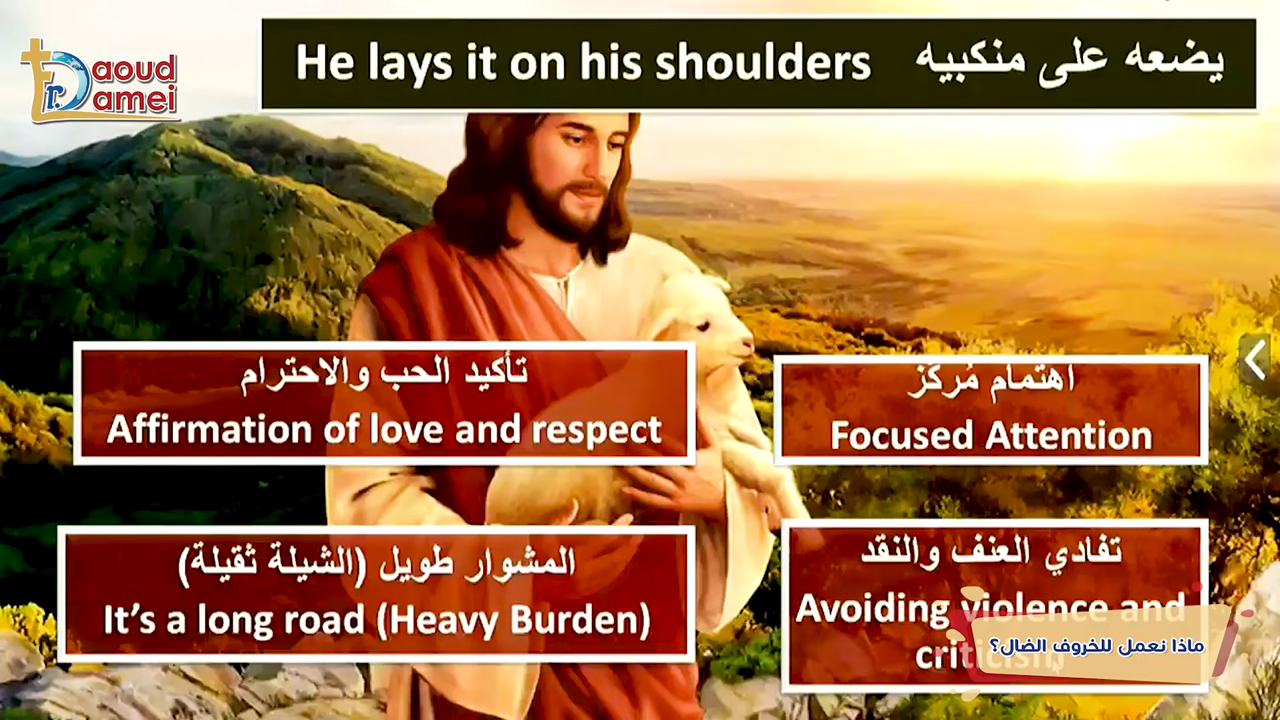 Daoud
Dr. Damei
He lays it on his shoulders يضعه على منكبيه
تأكيد الحب والاحترام
Affirmation of love and respect
اهتمام مُركز
Focused Attention
المشوار طويل (الشيلة ثقيلة)
It's a long road (Heavy Burden)
تفادي العنف والنقد
Avoiding violence and
criticism
ماذا نعمل للخروف الضال؟